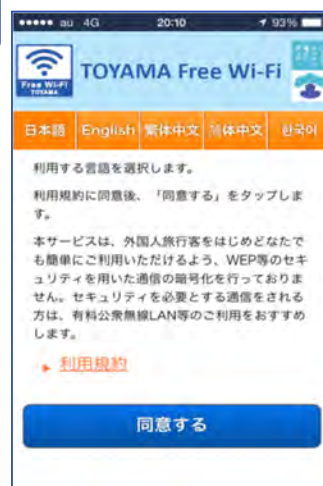 au 4G 20:10 93%
Free Wi-Fi
TOYAMA
TOYAMA Free Wi-Fi
日本語 English 繁体中文 简体中文 한국어
利用する言語を選択します。
利用規約に同意後、「同意する」をタップしま
す。
本サービスは、外国人旅行客をはじめどなたで
も簡単にご利用いただけるよう、WEP等のセキ
ュリティを用いた通信の暗号化を行っておりま
せん。セキュリティを必要とする通信をされる
方は、有料公衆無線LAN等のご利用をおすすめ
します。
利用規約
同意する